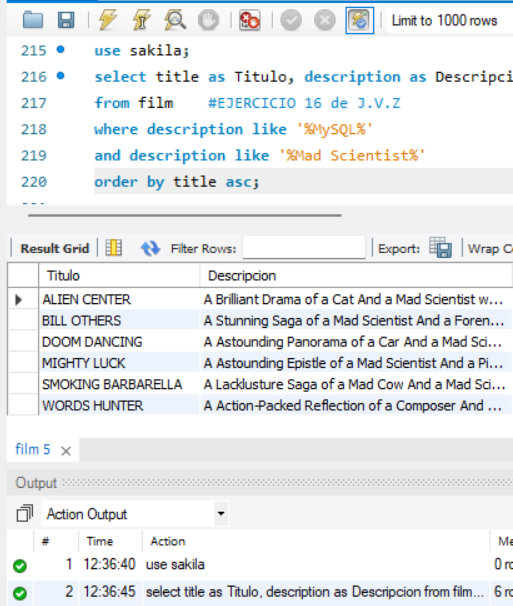 Limit to 1000 rows
215 use sakila;
216 select title as Titulo, description as Descripci
217 from film #EJERCICIO 16 de J.V.Z
218 where description like '%MySQL%'
219 and description like '%Mad Scientist%'
220 order by title asc;
Result Grid Filter Rows: Export: Wrap C
Titulo Descripcion
ALIEN CENTER A Brilliant Drama of a Cat And a Mad Scientist w...
BILL OTHERS A Stunning Saga of a Mad Scientist And a Foren...
DOOM DANCING A Astounding Panorama of a Car And a Mad Sci...
MIGHTY LUCK A Astounding Epistle of a Mad Scientist And a Pi...
SMOKING BARBARELLA A Lacklusture Saga of a Mad Cow And a Mad Sci...
WORDS HUNTER A Action-Packed Reflection of a Composer And ...
film 5
Output
Action Output
# Time Action Me
1 12:36:40 use sakila 0 ro
2 12:36:45 select title as Titulo, description as Descripcion from film... 6 ro